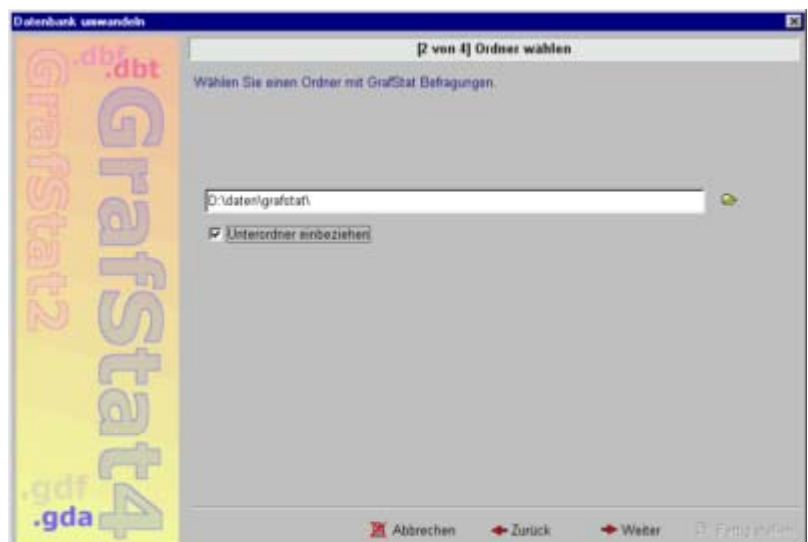 Datenbank umwandeln
[2 von 4] Ordner wählen
.dbf
.dbt
GrafStat2
GrafStat4
.gdf
.gda
Wählen Sie einen Ordner mit GrafStat Befragungen.
D:\daten\grafstat\
Unterordner einbeziehen
Abbrechen
Zurück
Weiter
Fertigstellen